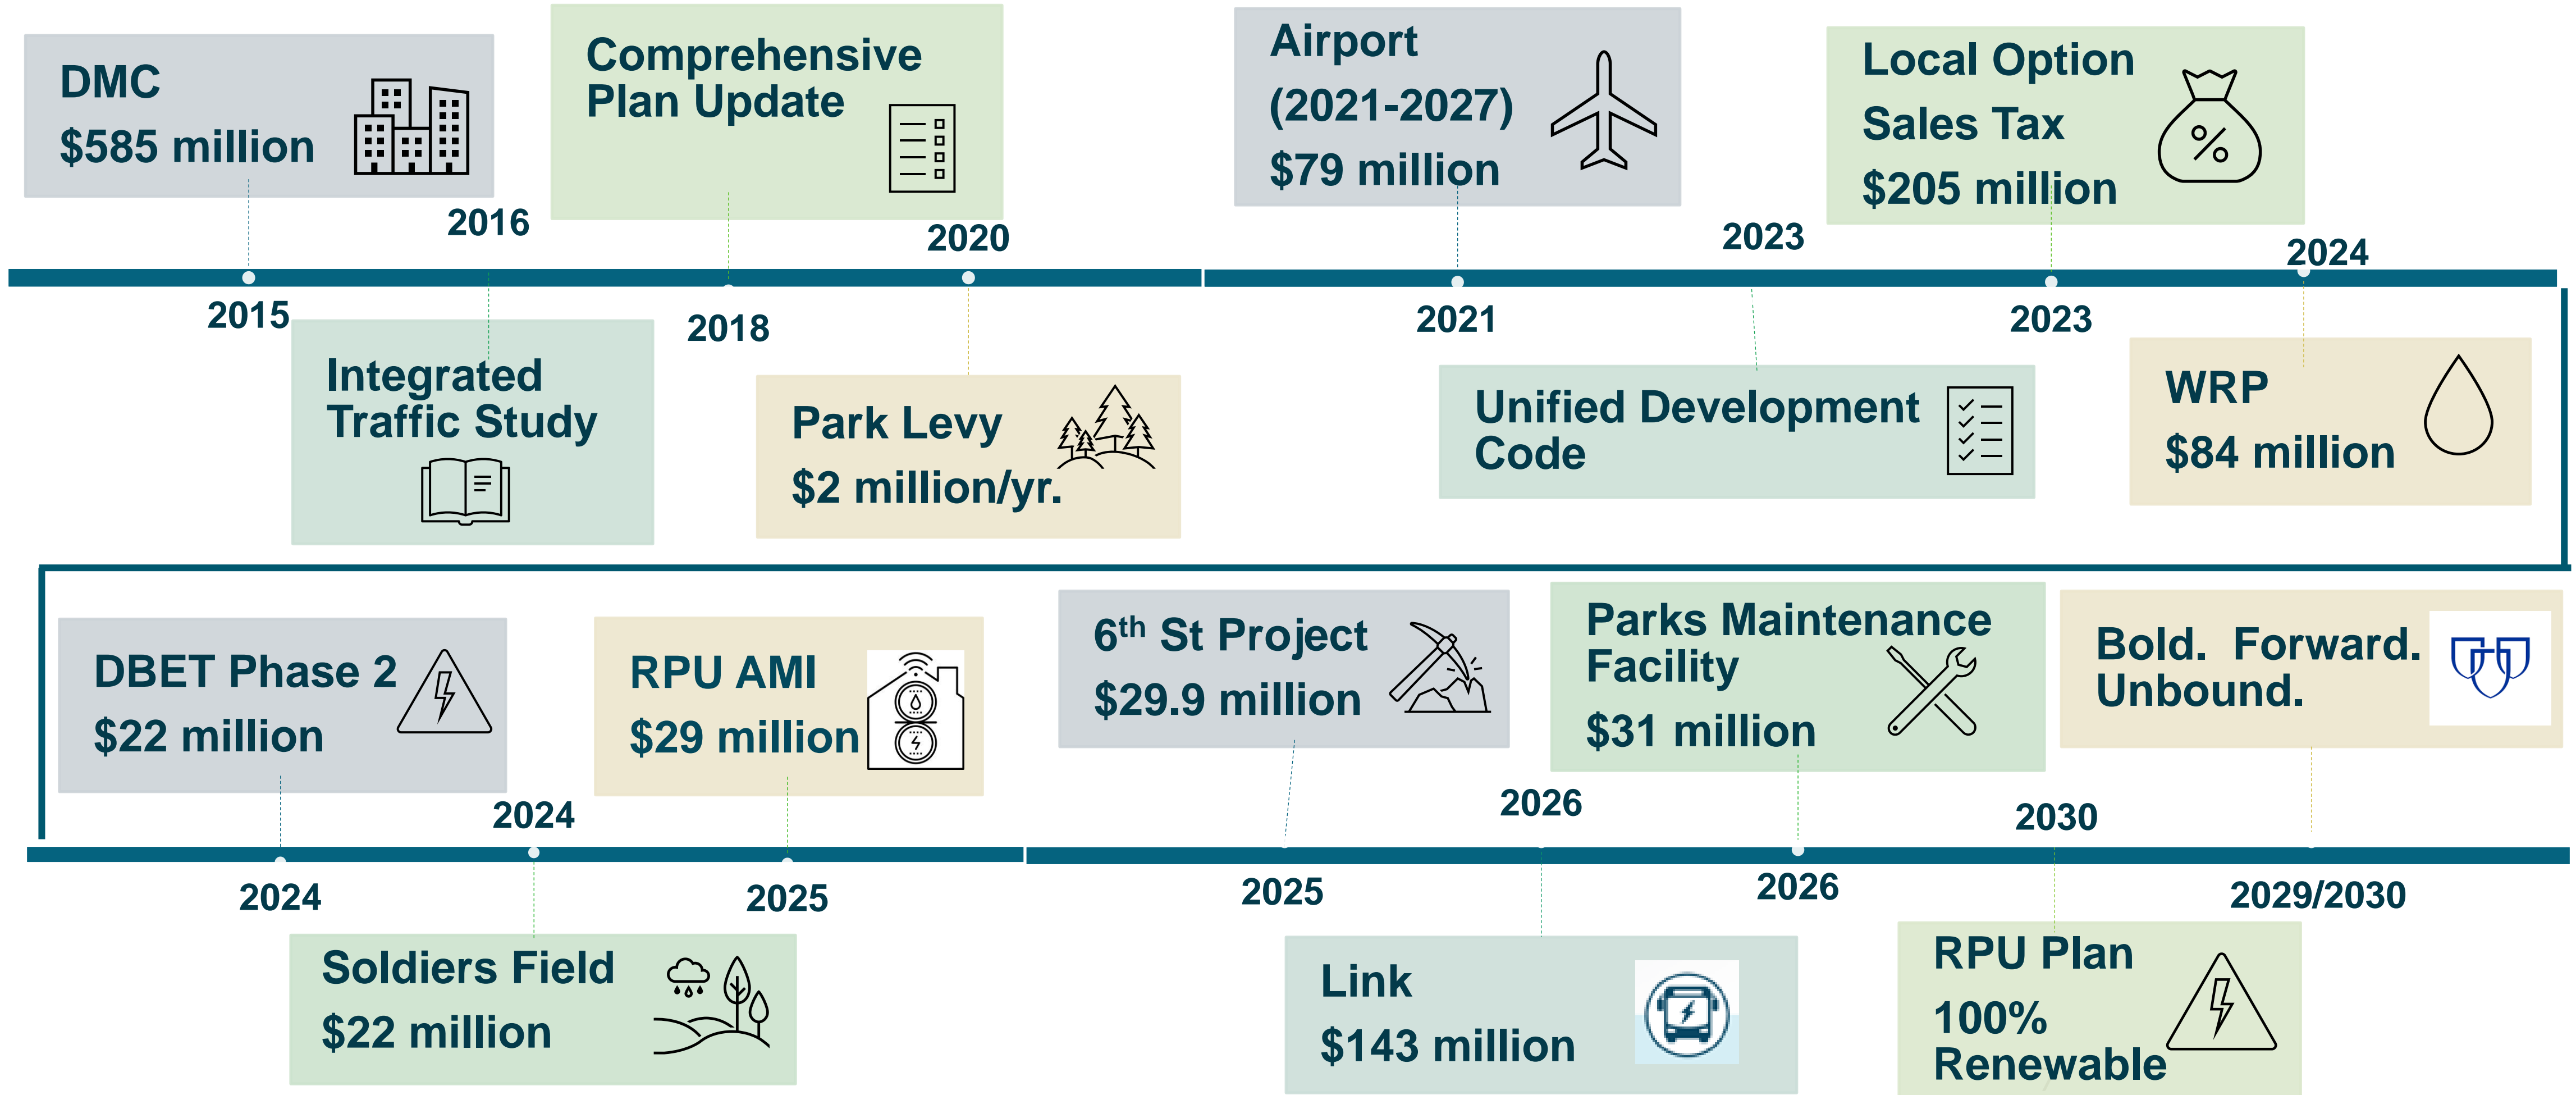 DMC
$585 million
2015
2016
Integrated
Traffic Study
Comprehensive
Plan Update
2018
2020
Park Levy
$2 million/yr.
Airport
(2021-2027)
$79 million
2021
2023
Unified Development
Code
Local Option
Sales Tax
$205 million
%
2023
2024
WRP
$84 million
DBET Phase 2
$22 million
2024
2024
Soldiers Field
$22 million
RPU AMI
$29 million
2025
6th St Project
$29.9 million
2025
2026
Link
$143 million
Parks Maintenance
Facility
$31 million
2026
2030
RPU Plan
100%
Renewable
Bold. Forward.
Unbound.
2029/2030